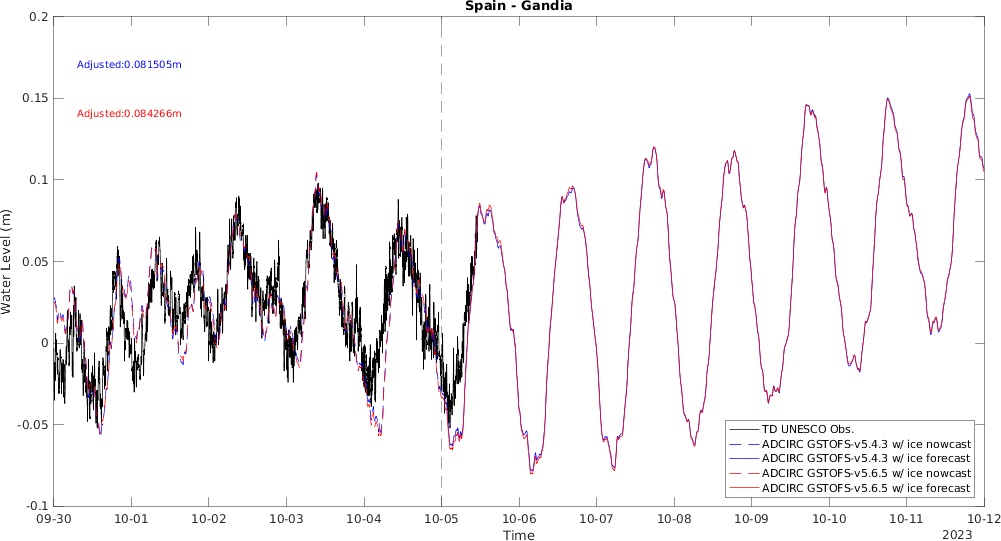 Spain - Gandia
0.2
0.15
0.1
0.05
0
-0.05
-0.1
Water Level (m)
Adjusted:0.081505m
Adjusted:0.084266m
TD UNESCO Obs.
ADCIRC GSTOFS-v5.4.3 w/ ice nowcast
ADCIRC GSTOFS-v5.4.3 w/ ice forecast
ADCIRC GSTOFS-v5.6.5 w/ ice nowcast
ADCIRC GSTOFS-v5.6.5 w/ ice forecast
09-30 10-01 10-02 10-03 10-04 10-05 10-06 10-07 10-08 10-09 10-10 10-11 10-12
Time
2023